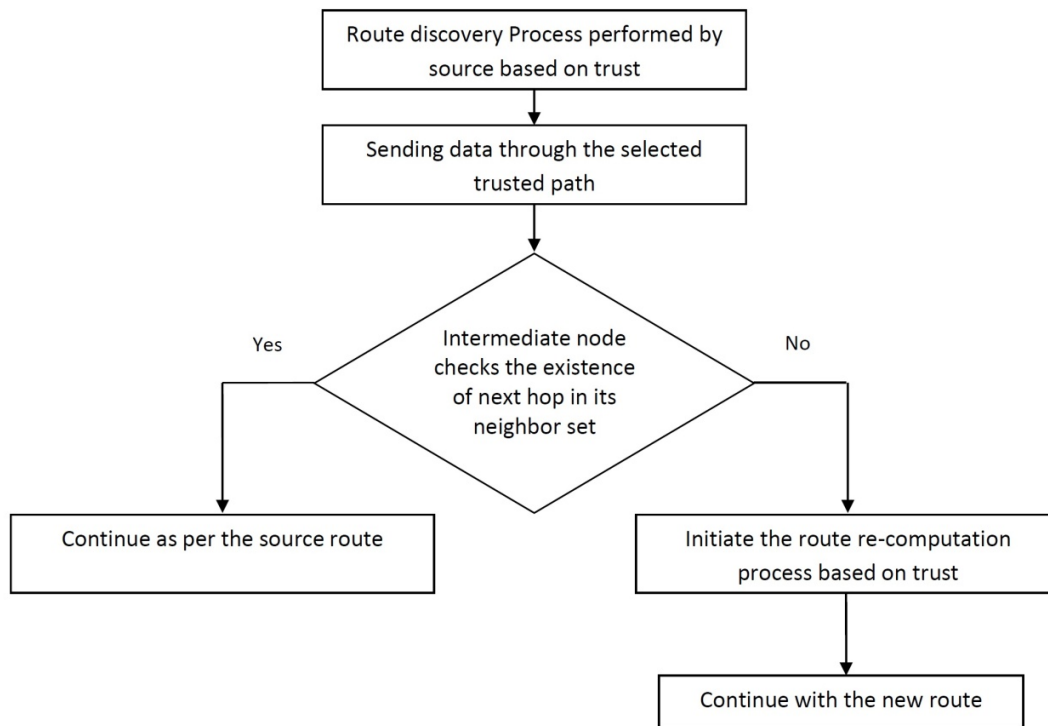 Route discovery Process performed by
source based on trust
Sending data through the selected
trusted path
Intermediate node
checks the existence
of next hop in its
neighbor set
Yes
No
Continue as per the source route
Initiate the route re-computation
process based on trust
Continue with the new route